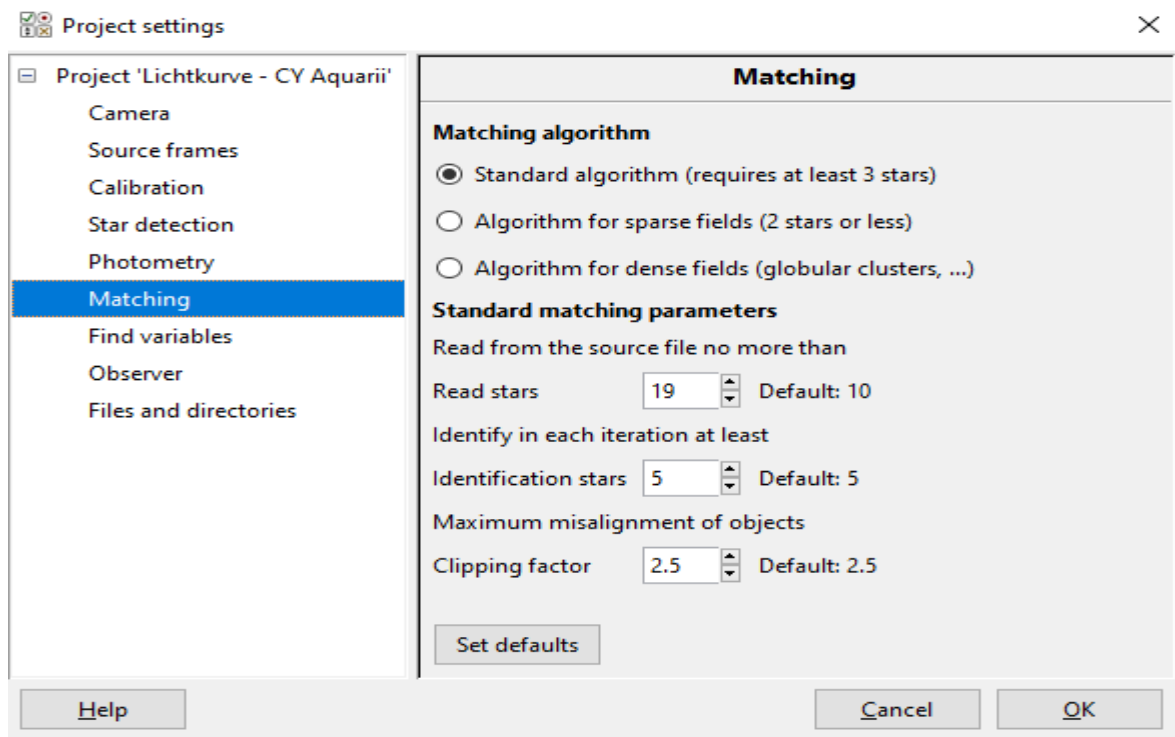 Project settings
Project 'Lichtkurve - CY Aquarii'
Camera
Source frames
Calibration
Star detection
Photometry
Matching
Find variables
Observer
Files and directories
Matching
Matching algorithm
Standard algorithm (requires at least 3 stars)
Algorithm for sparse fields (2 stars or less)
Algorithm for dense fields (globular clusters, ...)
Standard matching parameters
Read from the source file no more than
Read stars 19 Default: 10
Identify in each iteration at least
Identification stars 5 Default: 5
Maximum misalignment of objects
Clipping factor 2.5 Default: 2.5
Set defaults
Help Cancel OK